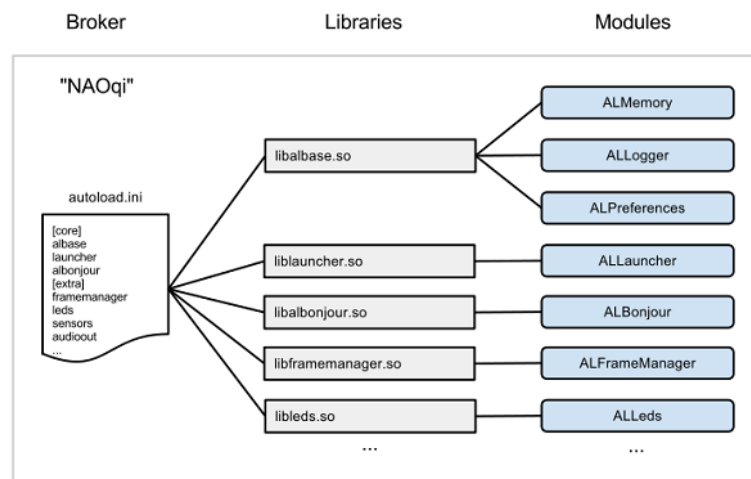 Broker Libraries Modules
"NAOqi"
autoload.ini
[core]
albase
launcher
albonjour
[extra]
framemanager
leds
sensors
audioout
...
libalbase.so
liblauncher.so
libalbonjour.so
libframemanager.so
libleds.so
...
ALMemory
ALLogger
ALPreferences
ALLauncher
ALBonjour
ALFrameManager
ALLeds
...